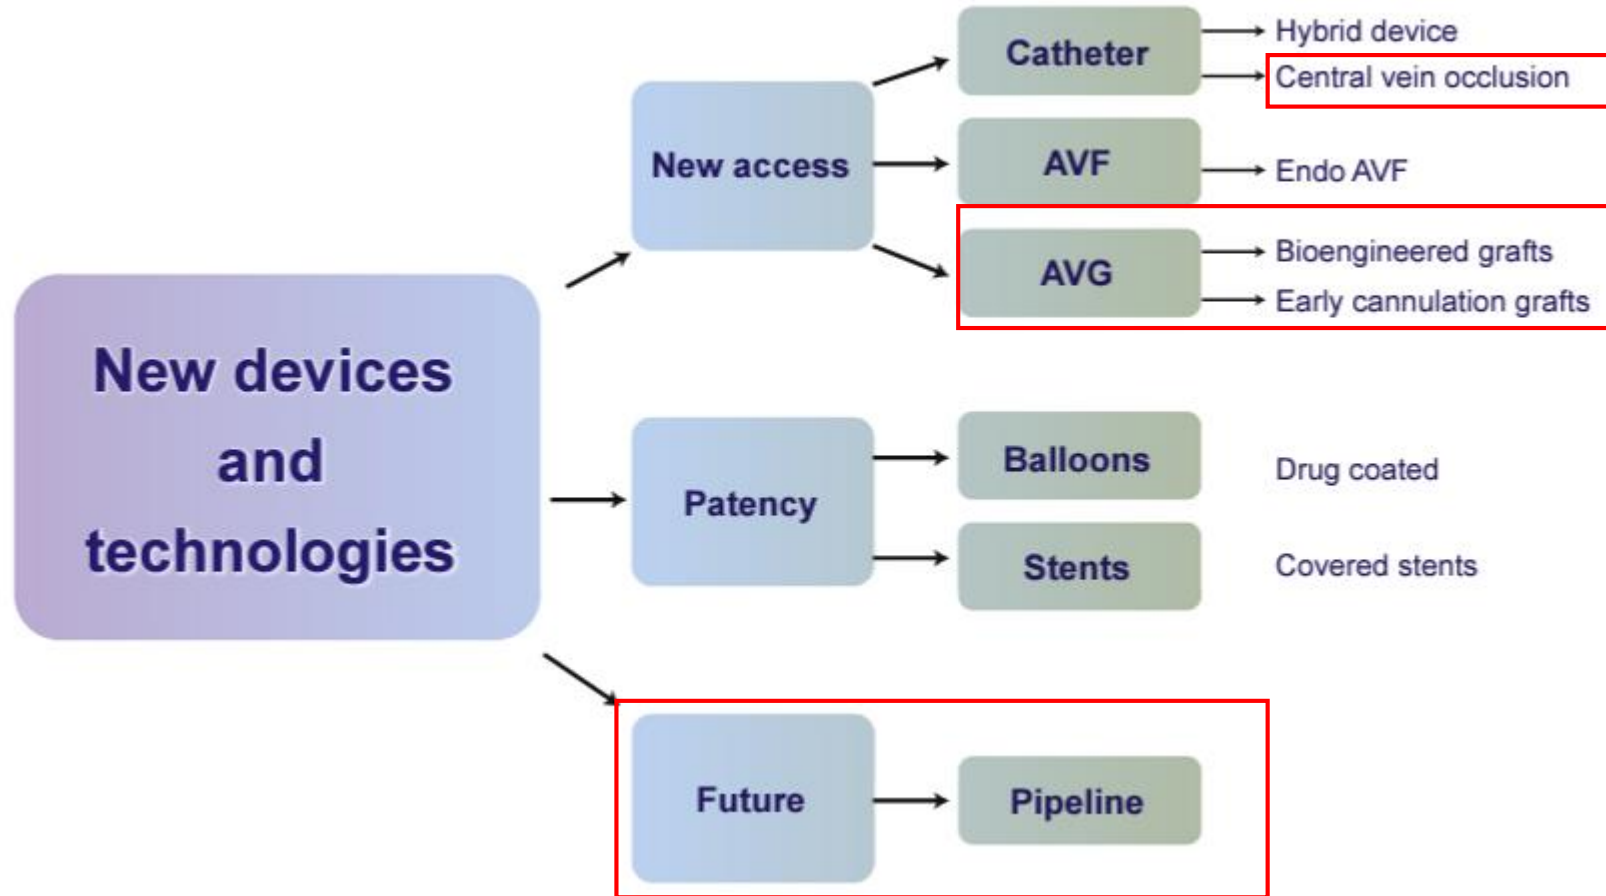 New devices
and
technologies
New access
Catheter
Hybrid device
Central vein occlusion
AVF
Endo AVF
AVG
Bioengineered grafts
Early cannulation grafts
Patency
Balloons
Drug coated
Stents
Covered stents
Future
Pipeline